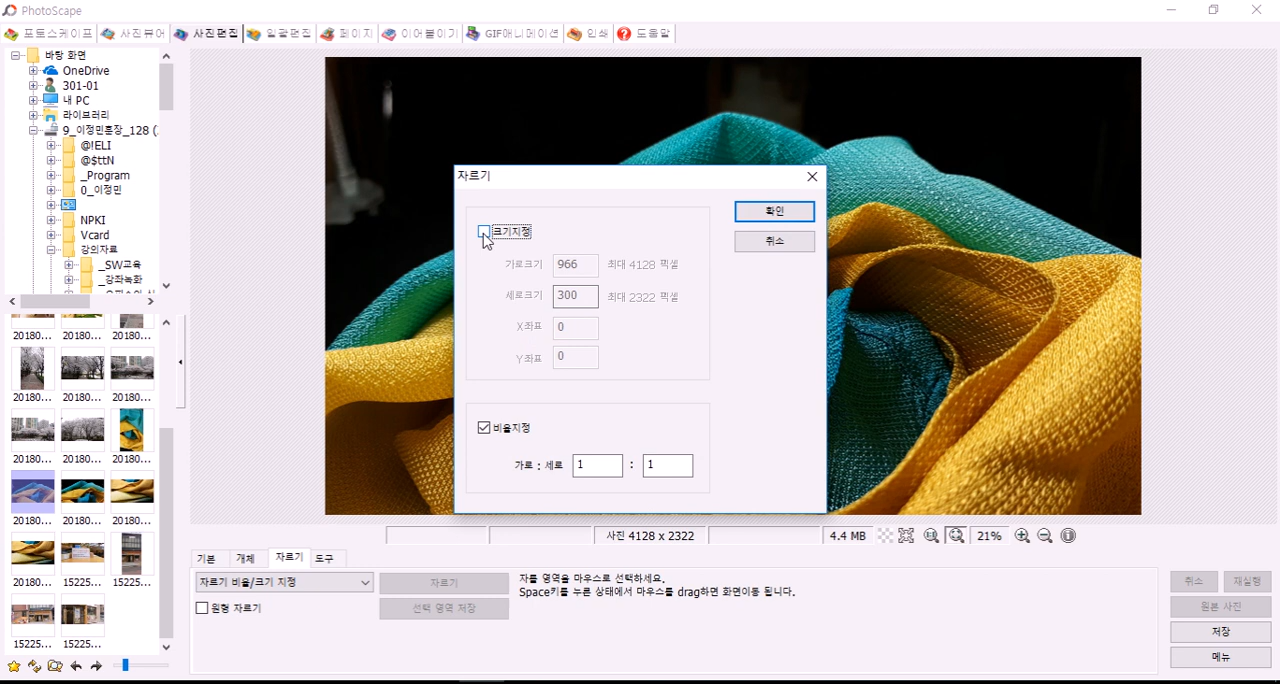 PhotoScape
포토스케이프 사진뷰어 사진편집 일괄편집 페이지 이어붙이기 GIF애니메이션 인쇄 도움말
바탕 화면
OneDrive
301-01
내 PC
라이브러리
9_이정민훈장_128 (
@!ELI
@$ttN
_Program
0_이정민
NPKI
Vcard
강의자료
_SW교육
_강좌녹화
20180... 20180... 20180...
20180... 20180... 20180...
20180... 20180... 20180...
20180... 20180... 20180...
20180... 15225... 15225...
15225... 15225...
자르기
크기지정
가로크기 966 최대 4128 픽셀
세로크기 300 최대 2322 픽셀
X좌표 0
Y좌표 0
비율지정
가로 : 세로 1 : 1
확인
취소
사진 4128 x 2322 4.4 MB 21%
기본 개체 자르기 도구
자르기 비율/크기 지정
원형 자르기
자르기
선택 영역 저장
자를 영역을 마우스로 선택하세요.
Space키를 누른 상태에서 마우스를 drag하면 화면이동 됩니다.
취소 재실행
원본 사진
저장
메뉴